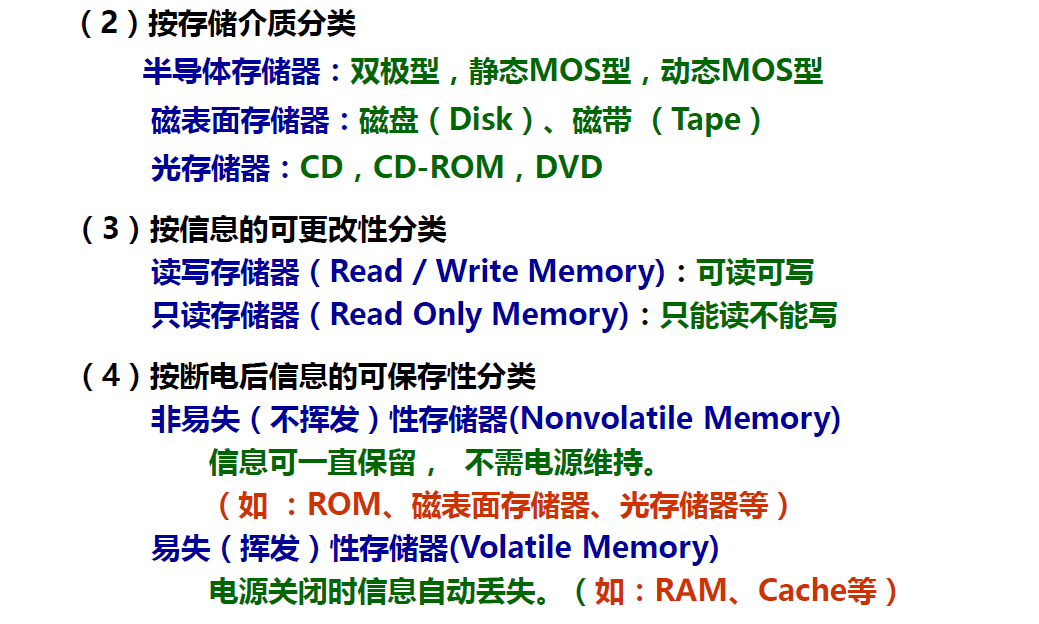 （2）按存储介质分类
半导体存储器：双极型，静态MOS型，动态MOS型
磁表面存储器：磁盘（Disk）、磁带 （Tape）
光存储器：CD，CD-ROM，DVD
（3）按信息的可更改性分类
读写存储器（Read / Write Memory)：可读可写
只读存储器（Read Only Memory)：只能读不能写
（4）按断电后信息的可保存性分类
非易失（不挥发）性存储器(Nonvolatile Memory)
信息可一直保留， 不需电源维持。
（如 ：ROM、磁表面存储器、光存储器等）
易失（挥发）性存储器(Volatile Memory)
电源关闭时信息自动丢失。（如：RAM、Cache等）